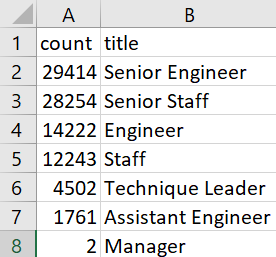 A B
1 count title
2 29414 Senior Engineer
3 28254 Senior Staff
4 14222 Engineer
5 12243 Staff
6 4502 Technique Leader
7 1761 Assistant Engineer
8 2 Manager